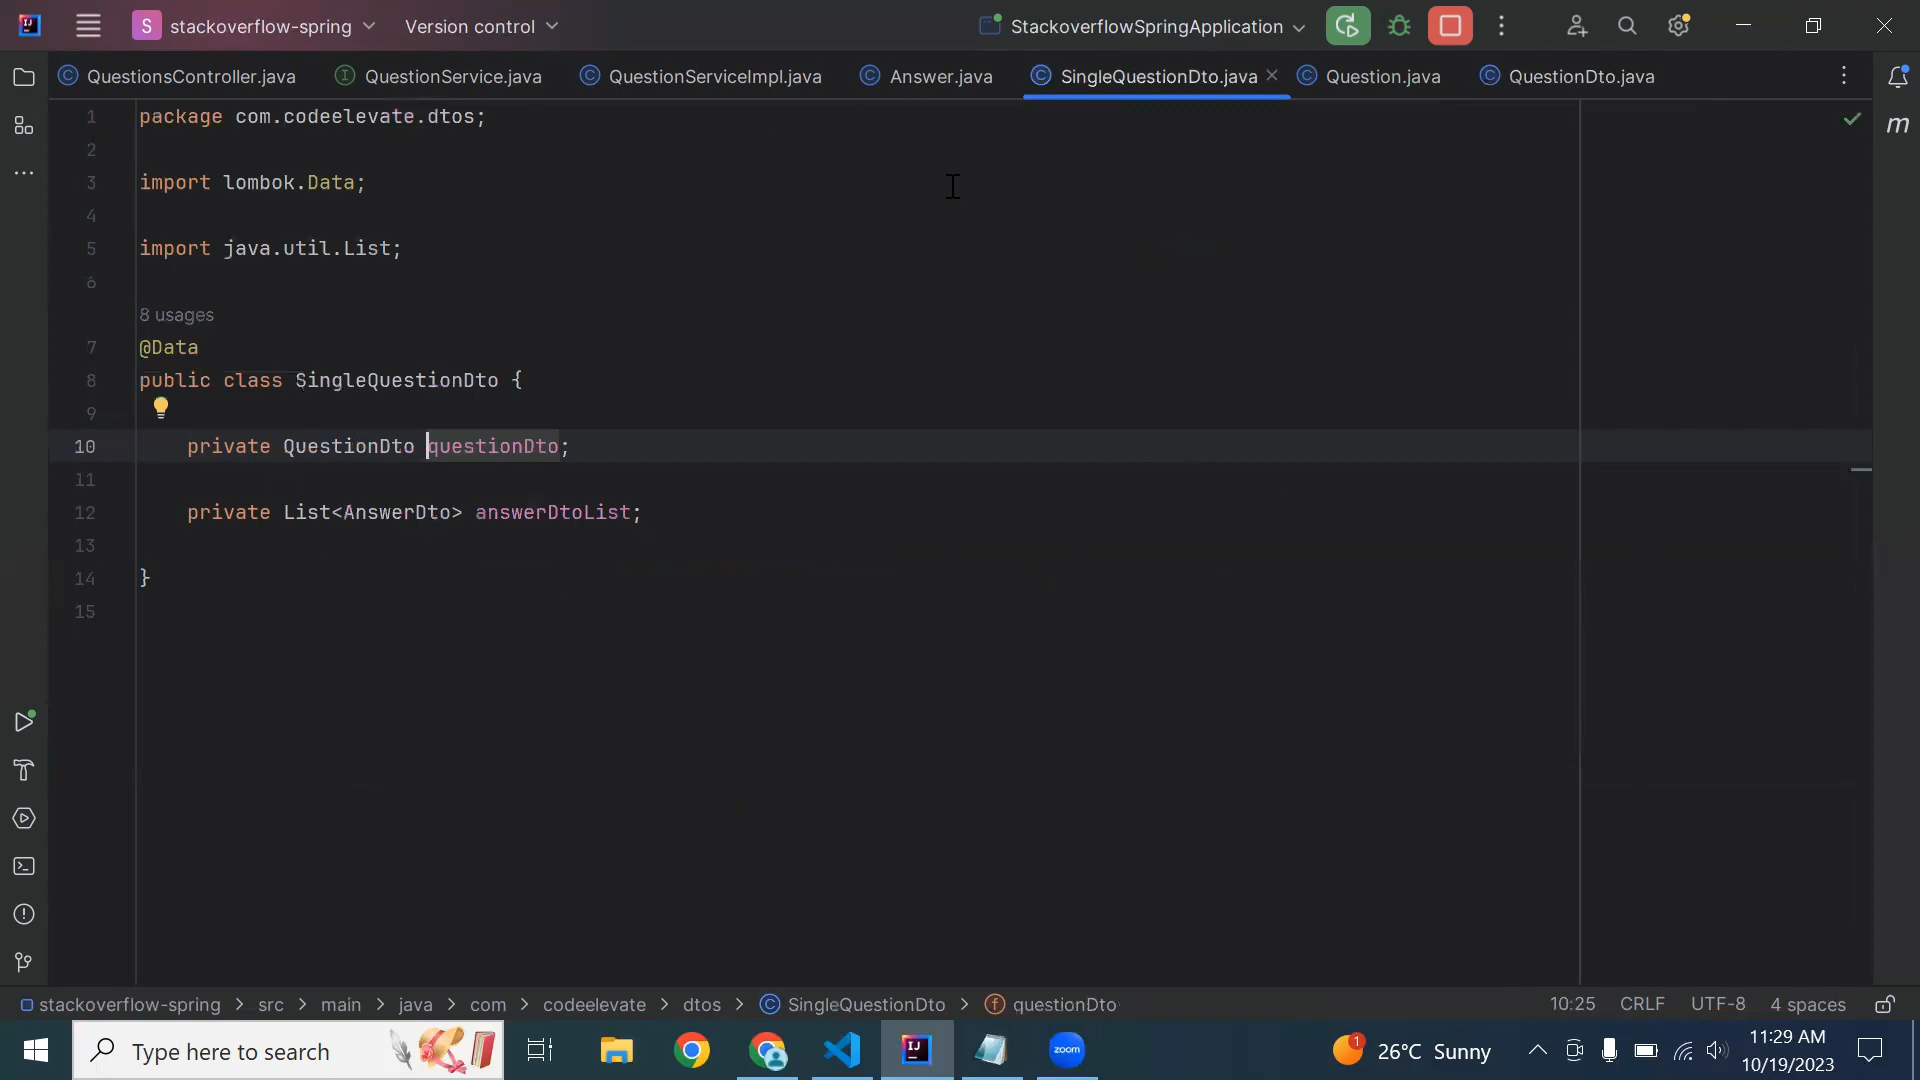 S stackoverflow-spring Version control StackoverflowSpringApplication
QuestionsController.java QuestionService.java QuestionServiceImpl.java Answer.java SingleQuestionDto.java Question.java QuestionDto.java
1 package com.codeelevate.dtos;
2
3 import lombok.Data;
4
5 import java.util.List;
6
8 usages
7 @Data
8 public class SingleQuestionDto {
9
10 private QuestionDto questionDto;
11
12 private List<AnswerDto> answerDtoList;
13
14 }
15
m
stackoverflow-spring > src > main > java > com > codeelevate > dtos > SingleQuestionDto > questionDto 10:25 CRLF UTF-8 4 spaces
Type here to search zoom 1 26°C Sunny 11:29 AM
10/19/2023